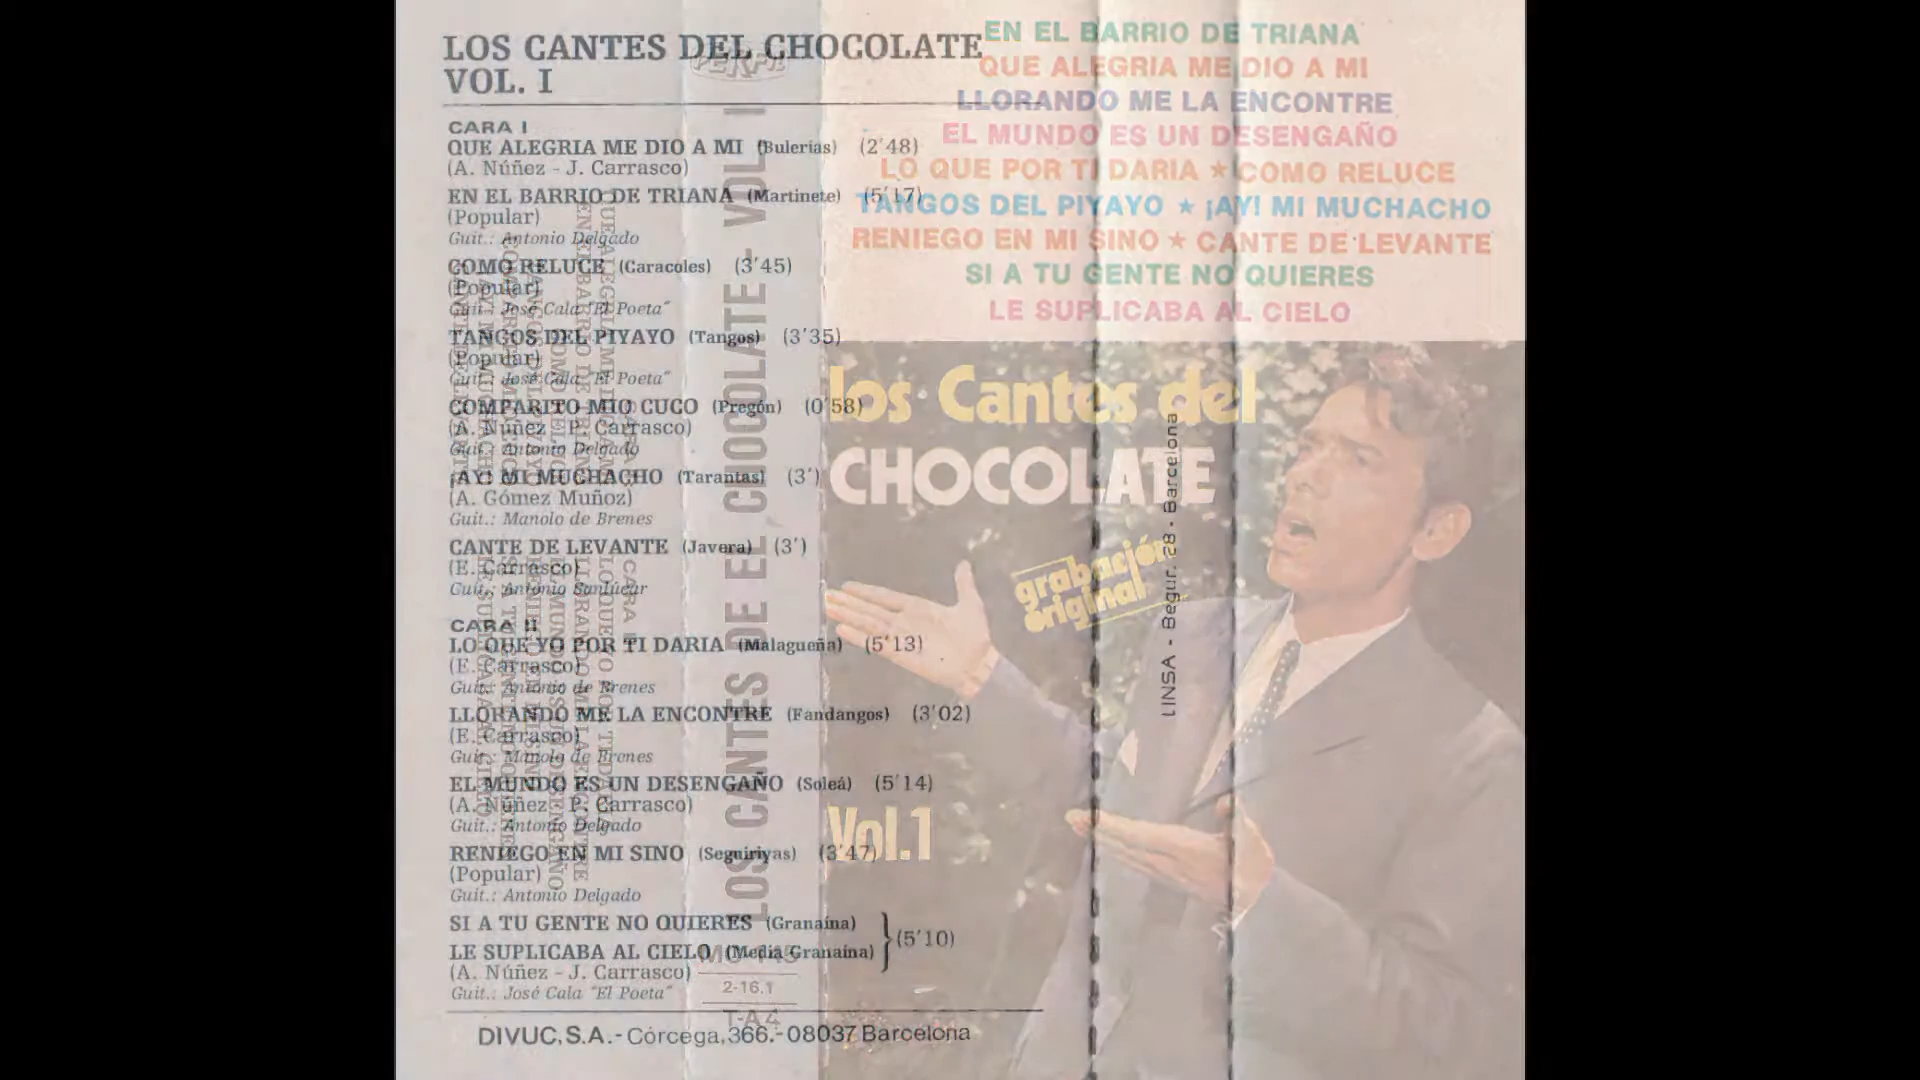 LOS CANTES DEL CHOCOLATE
VOL. I
CARA I
QUE ALEGRIA ME DIO A MI (Bulerias) (2'48)
(A. Núñez - J. Carrasco)
EN EL BARRIO DE TRIANA (Martinete) (5'17)
(Popular)
Guit.: Antonio Delgado
COMO RELUCE (Caracoles) (3'45)
(Popular)
Guit.: José Cala "El Poeta"
TANGOS DEL PIYAYO (Tangos) (3'35)
(Popular)
Guit.: José Cala "El Poeta"
COMPARITO MIO CUCO (Pregón) (0'58)
(A. Núñez - P. Carrasco)
Guit.: Antonio Delgado
¡AY! MI MUCHACHO (Tarantas) (3')
(A. Gómez Muñoz)
Guit.: Manolo de Brenes
CANTE DE LEVANTE (Javera) (3')
(E. Carrasco)
Guit.: Antonio Sanlúcar
CARA II
LO QUE YO POR TI DARIA (Malagueña) (5'13)
(E. Carrasco)
Guit.: Antonio de Brenes
LLORANDO ME LA ENCONTRE (Fandangos) (3'02)
(E. Carrasco)
Guit.: Manolo de Brenes
EL MUNDO ES UN DESENGAÑO (Soleá) (5'14)
(A. Núñez - P. Carrasco)
Guit.: Antonio Delgado
RENIEGO EN MI SINO (Seguiriyas) (3'47)
(Popular)
Guit.: Antonio Delgado
SI A TU GENTE NO QUIERES (Granaína)
LE SUPLICABA AL CIELO (Media Granaína) (5'10)
(A. Núñez - J. Carrasco)
Guit.: José Cala "El Poeta"
DIVUC, S.A. - Córcega, 366. - 08037 Barcelona
PERFIL
LOS CANTES DE EL CHOCOLATE - VOL. I
2-16.1
T-A 4
EN EL BARRIO DE TRIANA
QUE ALEGRIA ME DIO A MI
LLORANDO ME LA ENCONTRE
EL MUNDO ES UN DESENGAÑO
LO QUE POR TI DARIA ★ COMO RELUCE
TANGOS DEL PIYAYO ★ ¡AY! MI MUCHACHO
RENIEGO EN MI SINO ★ CANTE DE LEVANTE
SI A TU GENTE NO QUIERES
LE SUPLICABA AL CIELO
los Cantes del
CHOCOLATE
grabación
original
Vol.1
LINSA - Begur, 28 - Barcelona